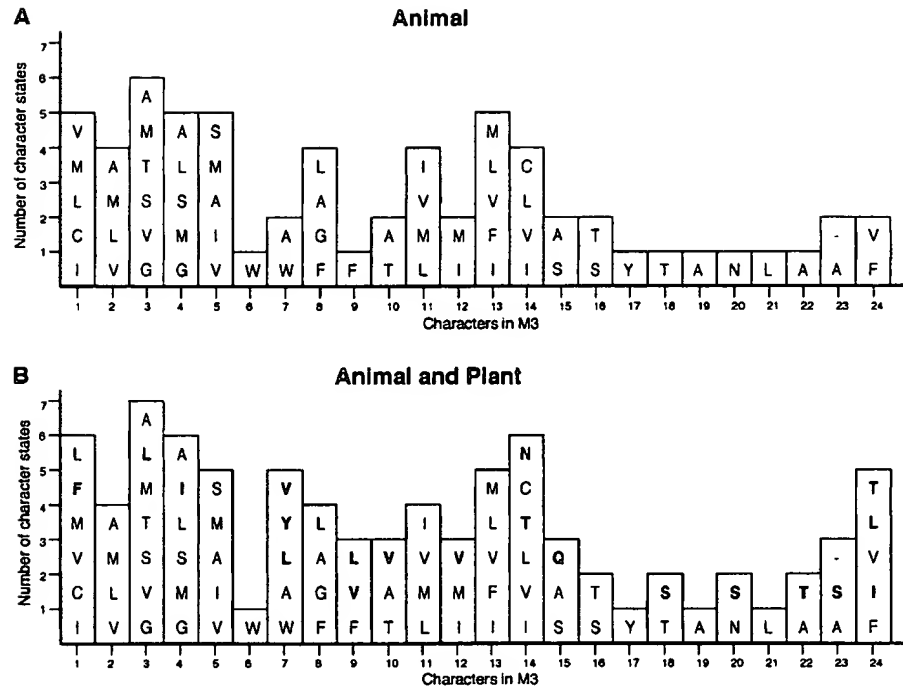 A
Animal
Number of character states
7
6
A
5
V M A S M
4
M A T L M L I L C
3
L M S S A A V V L
2
C L V M I A G A M M F V A T - V
1
I V G G V W W F F T L I I I S S Y T A N L A A F
1 2 3 4 5 6 7 8 9 10 11 12 13 14 15 16 17 18 19 20 21 22 23 24
Characters in M3
B
Animal and Plant
Number of character states
7
A
6
L L A N
5
F M I S V M C T
4
M A T L M Y L I L T L
3
V M S S A L A L V V V V L Q - V
2
C L V M I A G V A M M F V A T S S T S I
1
I V G G V W W F F T L I I I S S Y T A N L A A F
1 2 3 4 5 6 7 8 9 10 11 12 13 14 15 16 17 18 19 20 21 22 23 24
Characters in M3